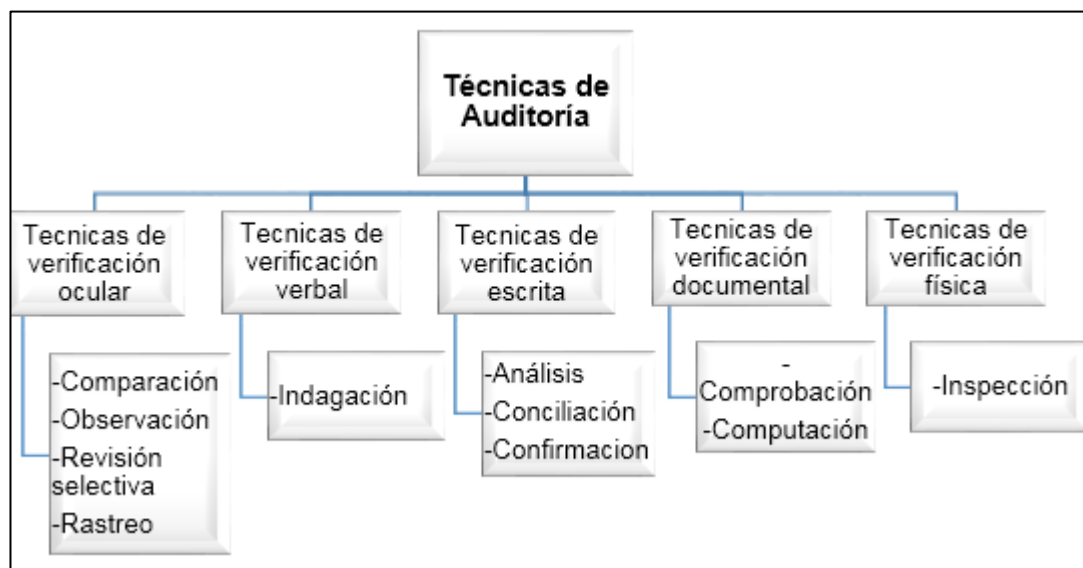 Técnicas de
Auditoría
Tecnicas de
verificación
ocular
Tecnicas de
verificación
verbal
Tecnicas de
verificación
escrita
Tecnicas de
verificación
documental
Tecnicas de
verificación
física
-Comparación
-Observación
-Revisión
selectiva
-Rastreo
-Indagación
-Análisis
-Conciliación
-Confirmacion
-
Comprobación
-Computación
-Inspección